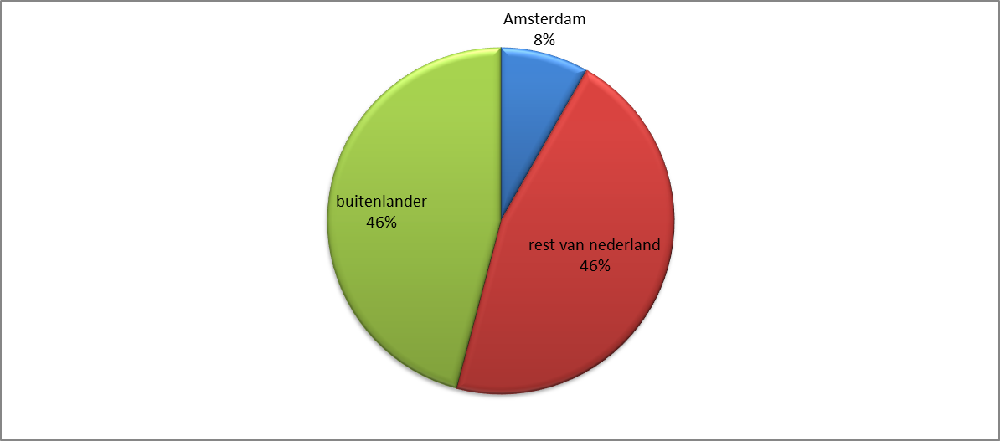 Amsterdam
8%
rest van nederland
46%
buitenlander
46%